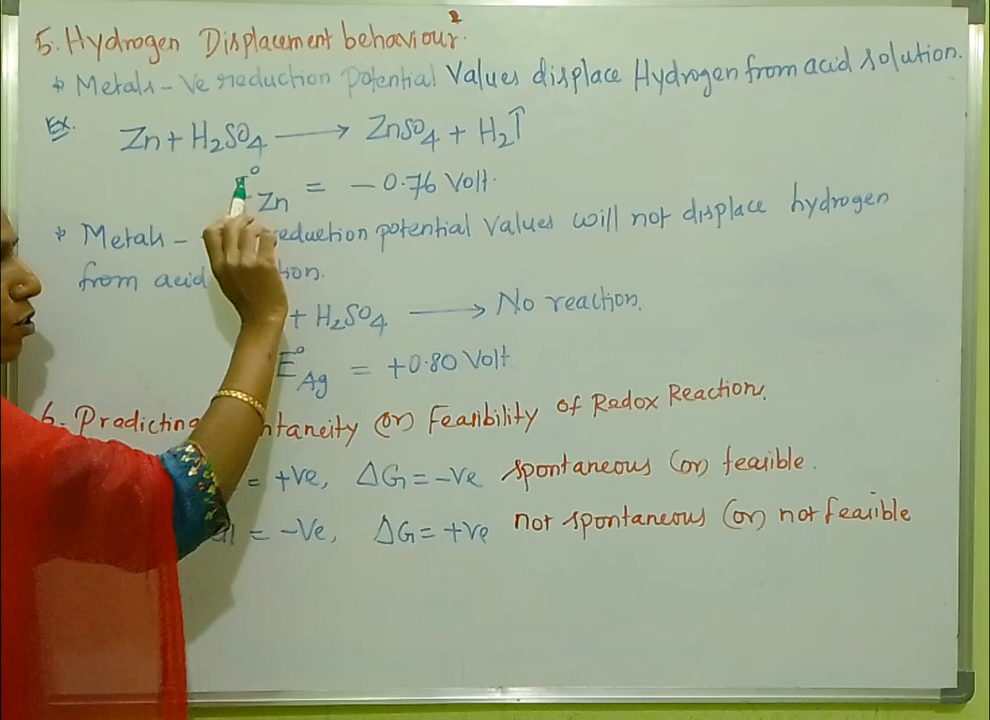 5. Hydrogen Displacement behaviour.
* Metals - Ve reduction potential Values displace Hydrogen from acid solution.
Ex. Zn + H₂SO₄ ⟶ ZnSO₄ + H₂↑
E°Zn = - 0.76 Volt.
* Metals - reduction potential Values will not displace hydrogen
from acid
+ H₂SO₄ ⟶ No reaction.
E°Ag = +0.80 Volt
6. Predicting (or) Feasibility of Redox Reaction.
= +ve, ΔG = -ve spontaneous (or) feasible.
= -Ve, ΔG = +ve not spontaneous (or) not feasible